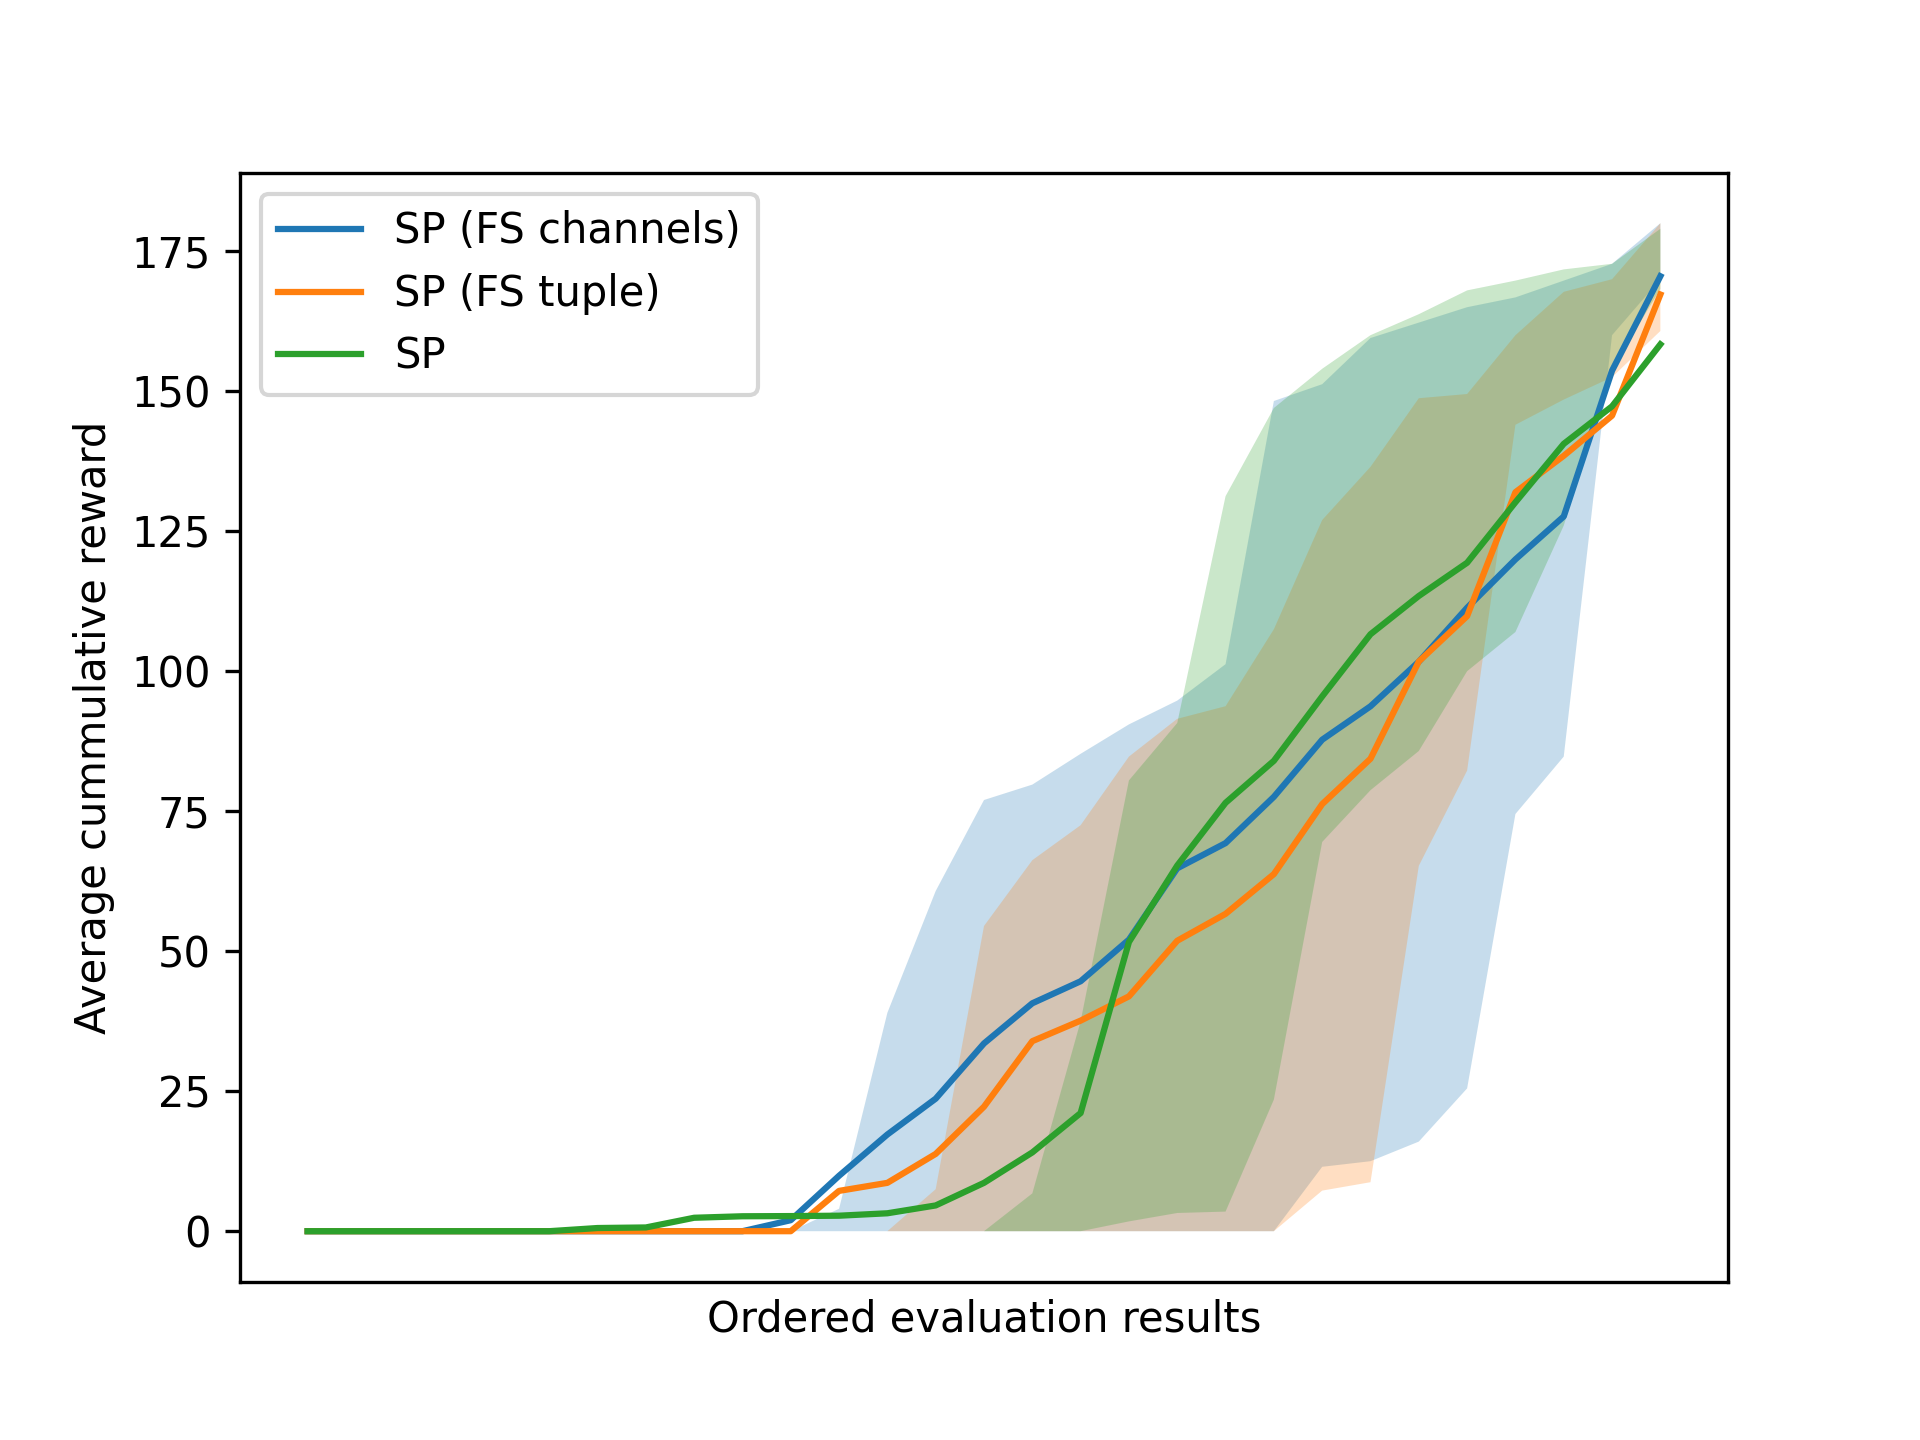 SP (FS channels)
SP (FS tuple)
SP
175
150
125
100
75
50
25
0
Average cummulative reward
Ordered evaluation results